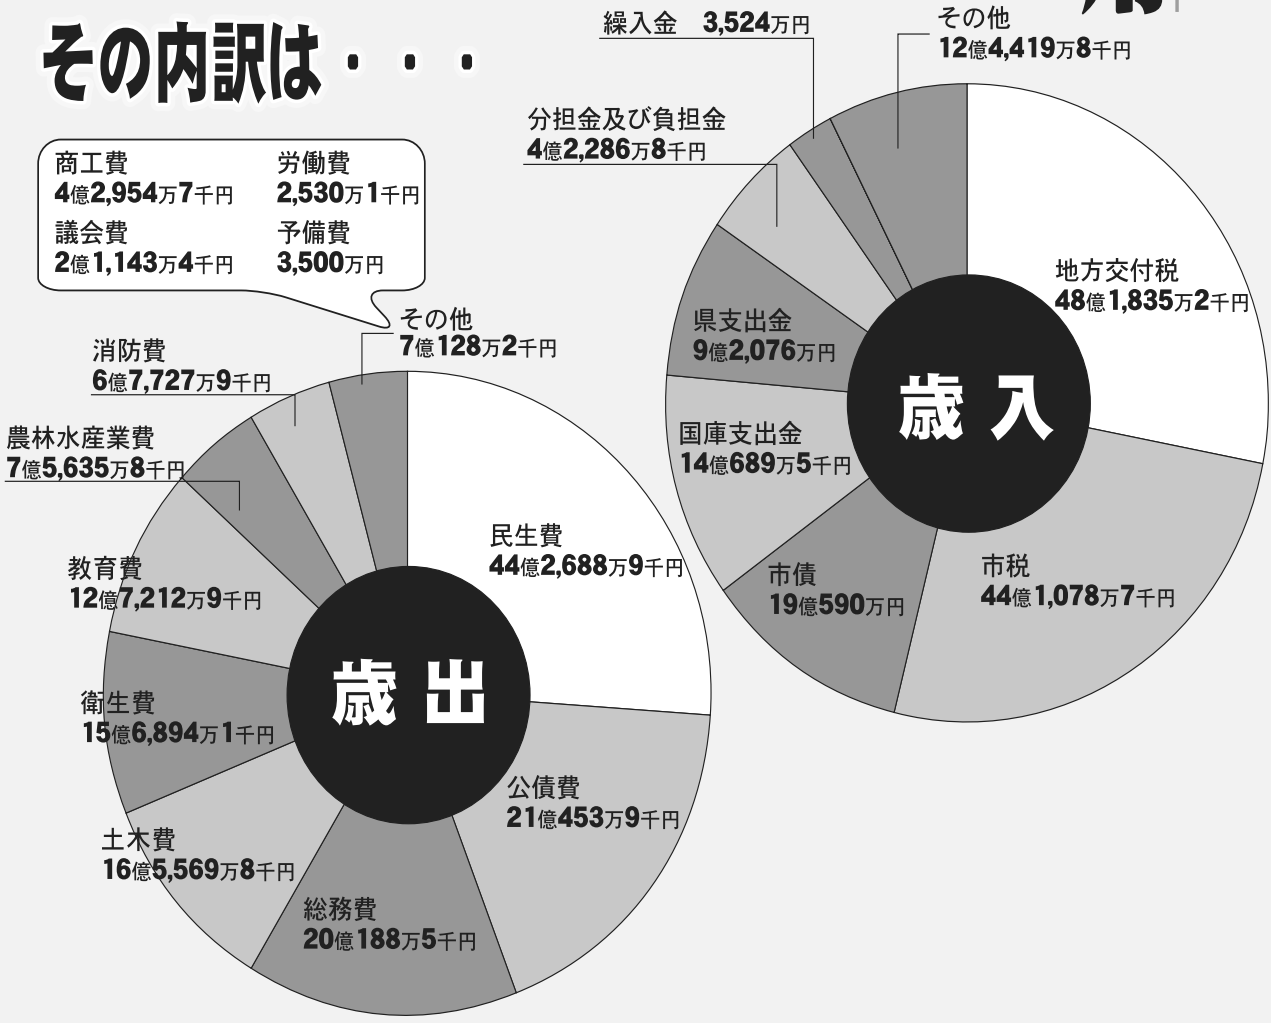 その内訳は・・・
商工費
4億2,954万7千円
労働費
2,530万1千円
議会費
2億1,143万4千円
予備費
3,500万円
その他
7億128万2千円
消防費
6億7,727万9千円
農林水産業費
7億5,635万8千円
教育費
12億7,212万9千円
衛生費
15億6,894万1千円
土木費
16億5,569万8千円
総務費
20億188万5千円
公債費
21億453万9千円
民生費
44億2,688万9千円
歳出
繰入金 3,524万円
その他
12億4,419万8千円
分担金及び負担金
4億2,286万8千円
県支出金
9億2,076万円
国庫支出金
14億689万5千円
市債
19億590万円
市税
44億1,078万7千円
地方交付税
48億1,835万2千円
歳入